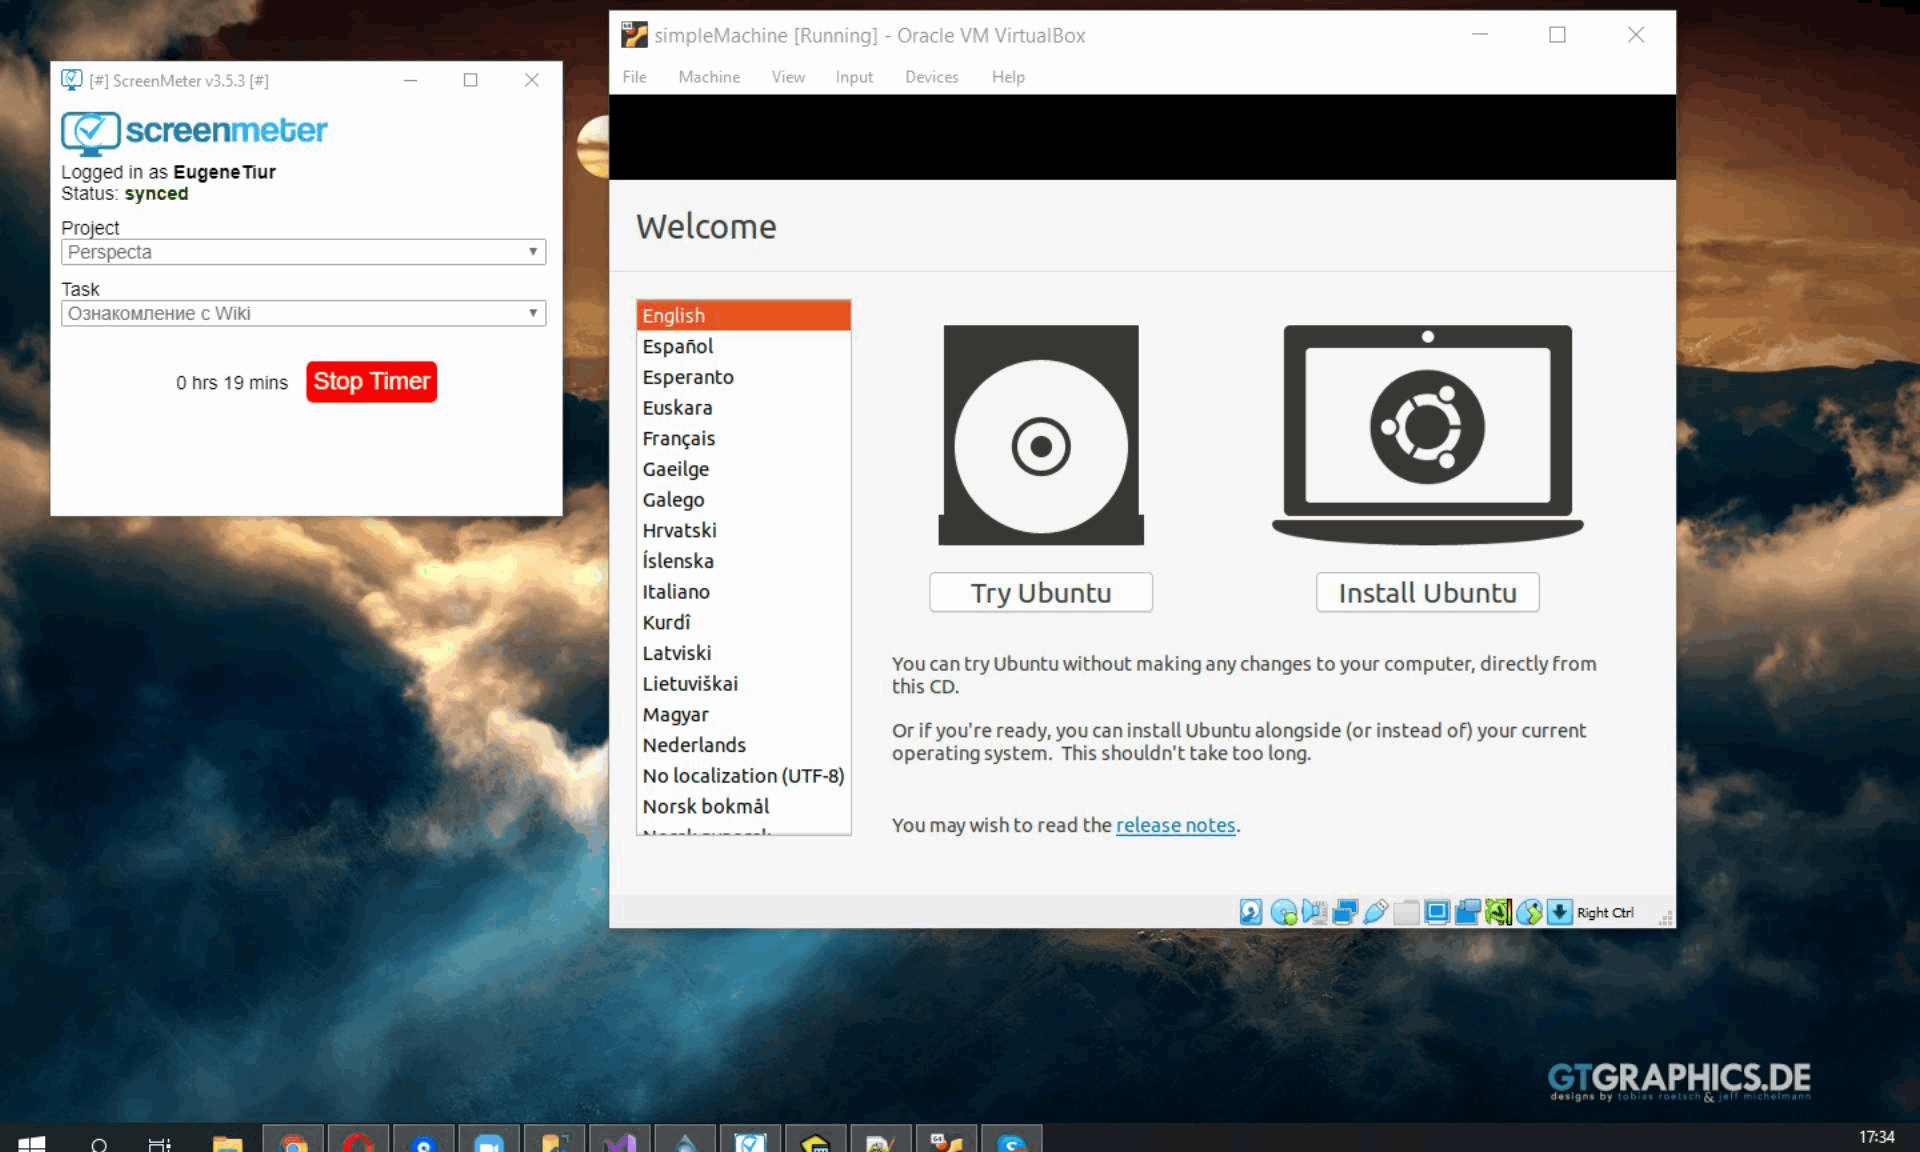 [#] ScreenMeter v3.5.3 [#]
screenmeter
Logged in as EugeneTiur
Status: synced
Project
Perspecta
Task
Ознакомление с Wiki
0 hrs 19 mins
Stop Timer
simpleMachine [Running] - Oracle VM VirtualBox
File Machine View Input Devices Help
Welcome
English
Español
Esperanto
Euskara
Français
Gaeilge
Galego
Hrvatski
Íslenska
Italiano
Kurdî
Latviski
Lietuviškai
Magyar
Nederlands
No localization (UTF-8)
Norsk bokmål
Try Ubuntu
Install Ubuntu
You can try Ubuntu without making any changes to your computer, directly from
this CD.
Or if you're ready, you can install Ubuntu alongside (or instead of) your current
operating system. This shouldn't take too long.
You may wish to read the release notes.
Right Ctrl
GTGRAPHICS.DE
designs by tobias roetsch & jeff michelmann
64
17:34